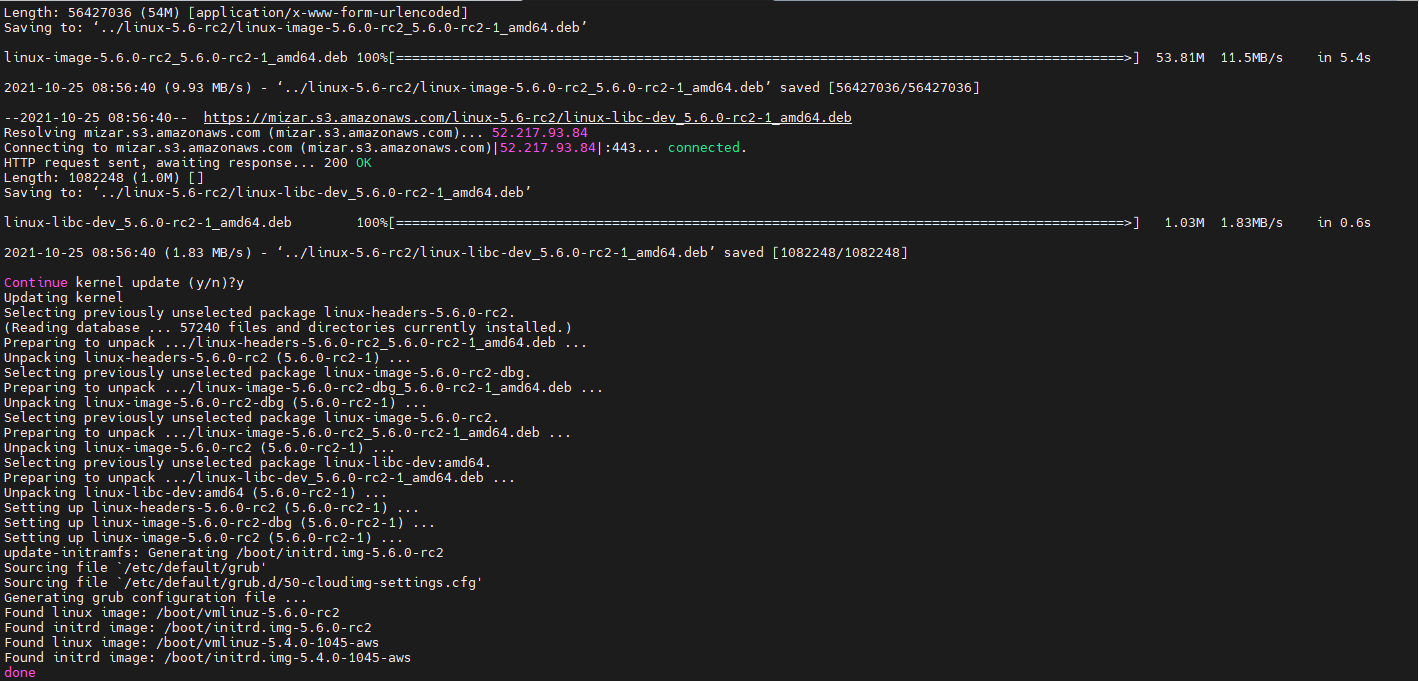 Length: 56427036 (54M) [application/x-www-form-urlencoded]
Saving to: ‘../linux-5.6-rc2/linux-image-5.6.0-rc2_5.6.0-rc2-1_amd64.deb’
linux-image-5.6.0-rc2_5.6.0-rc2-1_amd64.deb 100%[===========================================================================================>]  53.81M  11.5MB/s    in 5.4s
2021-10-25 08:56:40 (9.93 MB/s) - ‘../linux-5.6-rc2/linux-image-5.6.0-rc2_5.6.0-rc2-1_amd64.deb’ saved [56427036/56427036]
--2021-10-25 08:56:40--  https://mizar.s3.amazonaws.com/linux-5.6-rc2/linux-libc-dev_5.6.0-rc2-1_amd64.deb
Resolving mizar.s3.amazonaws.com (mizar.s3.amazonaws.com)... 52.217.93.84
Connecting to mizar.s3.amazonaws.com (mizar.s3.amazonaws.com)|52.217.93.84|:443... connected.
HTTP request sent, awaiting response... 200 OK
Length: 1082248 (1.0M) []
Saving to: ‘../linux-5.6-rc2/linux-libc-dev_5.6.0-rc2-1_amd64.deb’
linux-libc-dev_5.6.0-rc2-1_amd64.deb        100%[===========================================================================================>]   1.03M  1.83MB/s    in 0.6s
2021-10-25 08:56:40 (1.83 MB/s) - ‘../linux-5.6-rc2/linux-libc-dev_5.6.0-rc2-1_amd64.deb’ saved [1082248/1082248]
Continue kernel update (y/n)?y
Updating kernel
Selecting previously unselected package linux-headers-5.6.0-rc2.
(Reading database ... 57240 files and directories currently installed.)
Preparing to unpack .../linux-headers-5.6.0-rc2_5.6.0-rc2-1_amd64.deb ...
Unpacking linux-headers-5.6.0-rc2 (5.6.0-rc2-1) ...
Selecting previously unselected package linux-image-5.6.0-rc2-dbg.
Preparing to unpack .../linux-image-5.6.0-rc2-dbg_5.6.0-rc2-1_amd64.deb ...
Unpacking linux-image-5.6.0-rc2-dbg (5.6.0-rc2-1) ...
Selecting previously unselected package linux-image-5.6.0-rc2.
Preparing to unpack .../linux-image-5.6.0-rc2_5.6.0-rc2-1_amd64.deb ...
Unpacking linux-image-5.6.0-rc2 (5.6.0-rc2-1) ...
Selecting previously unselected package linux-libc-dev:amd64.
Preparing to unpack .../linux-libc-dev_5.6.0-rc2-1_amd64.deb ...
Unpacking linux-libc-dev:amd64 (5.6.0-rc2-1) ...
Setting up linux-headers-5.6.0-rc2 (5.6.0-rc2-1) ...
Setting up linux-image-5.6.0-rc2-dbg (5.6.0-rc2-1) ...
Setting up linux-image-5.6.0-rc2 (5.6.0-rc2-1) ...
update-initramfs: Generating /boot/initrd.img-5.6.0-rc2
Sourcing file `/etc/default/grub'
Sourcing file `/etc/default/grub.d/50-cloudimg-settings.cfg'
Generating grub configuration file ...
Found linux image: /boot/vmlinuz-5.6.0-rc2
Found initrd image: /boot/initrd.img-5.6.0-rc2
Found linux image: /boot/vmlinuz-5.4.0-1045-aws
Found initrd image: /boot/initrd.img-5.4.0-1045-aws
done